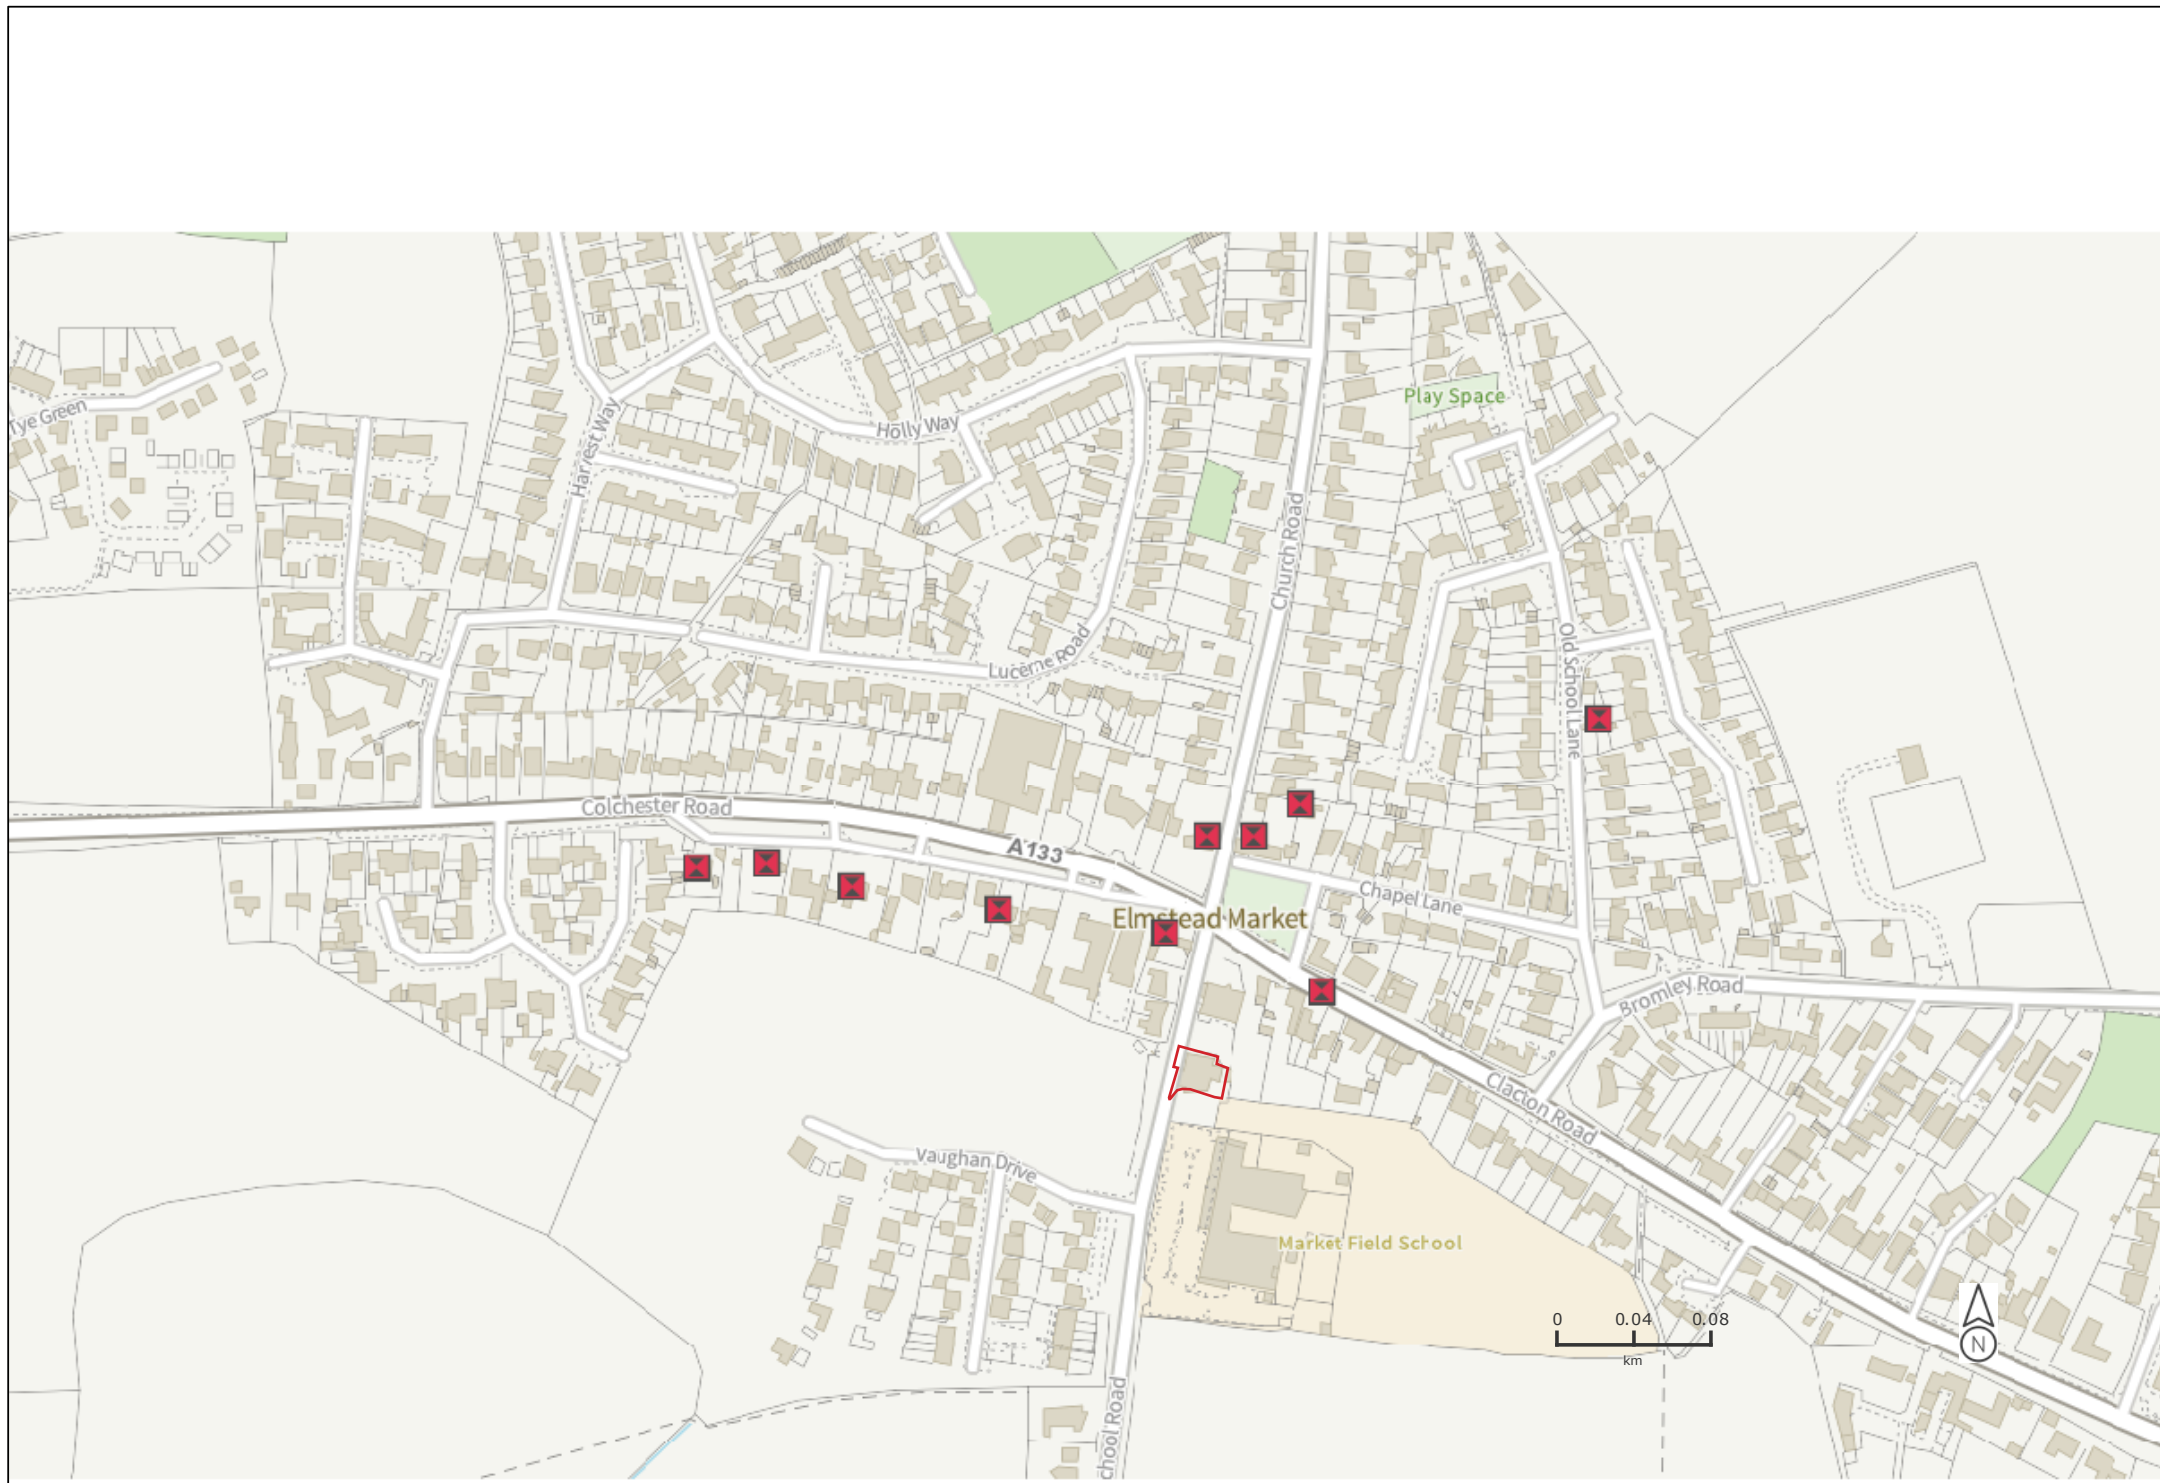 Play Space
Tye Green
Holly Way
Harvest Way
Church Road
Lucerne Road
Old School Lane
Colchester Road
A133
Chapel Lane
Elmstead Market
Bromley Road
Clacton Road
Vaughan Drive
Market Field School
0 0.04 0.08
km
N
chool Road